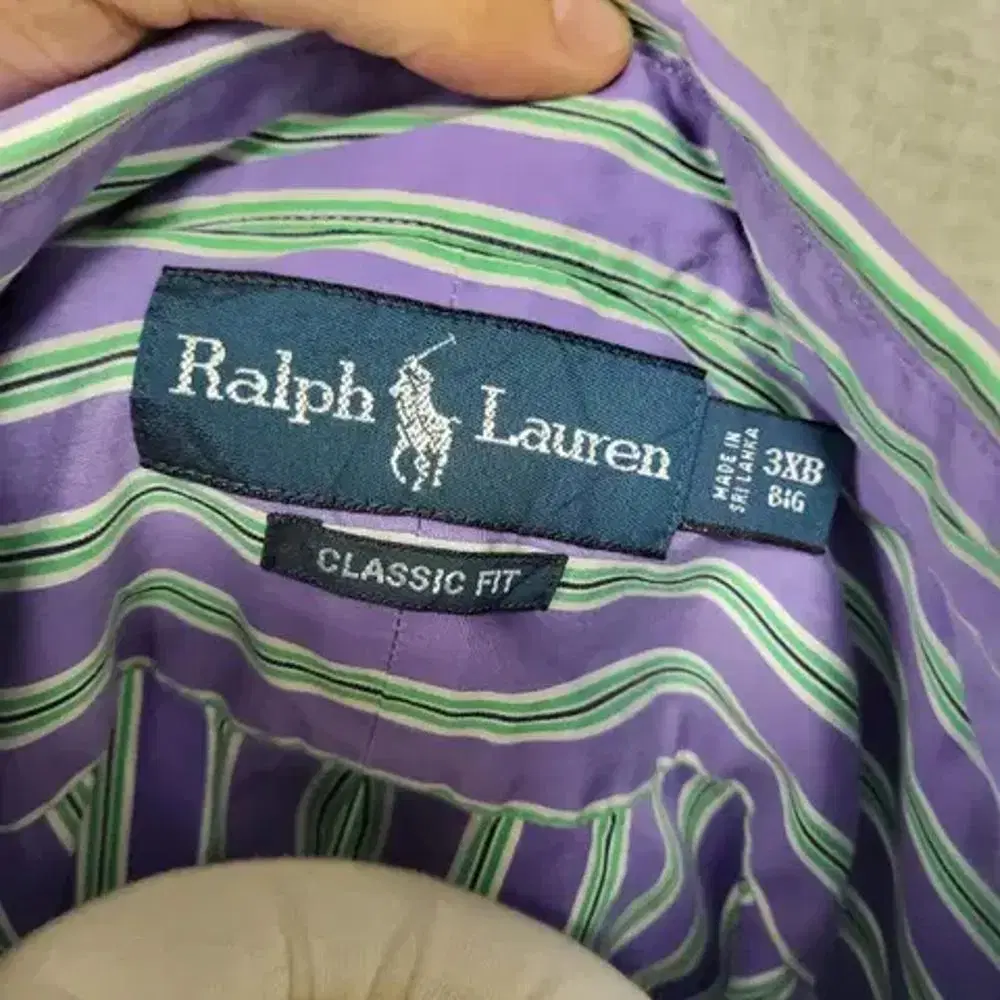 Ralph Lauren
MADE IN
SRI LANKA
3XB
BIG
CLASSIC FIT